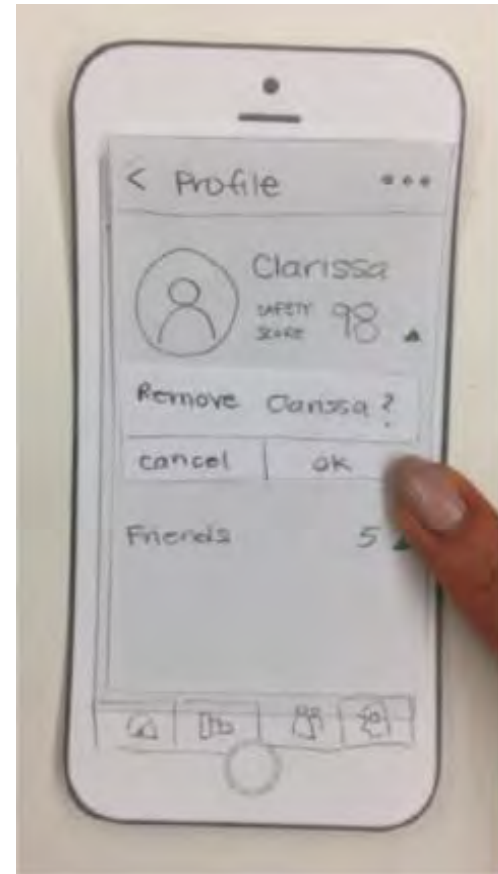 < Profile •••
Clarissa
SAFETY
SCORE 98
Remove Clarissa?
cancel | ok
Friends 5